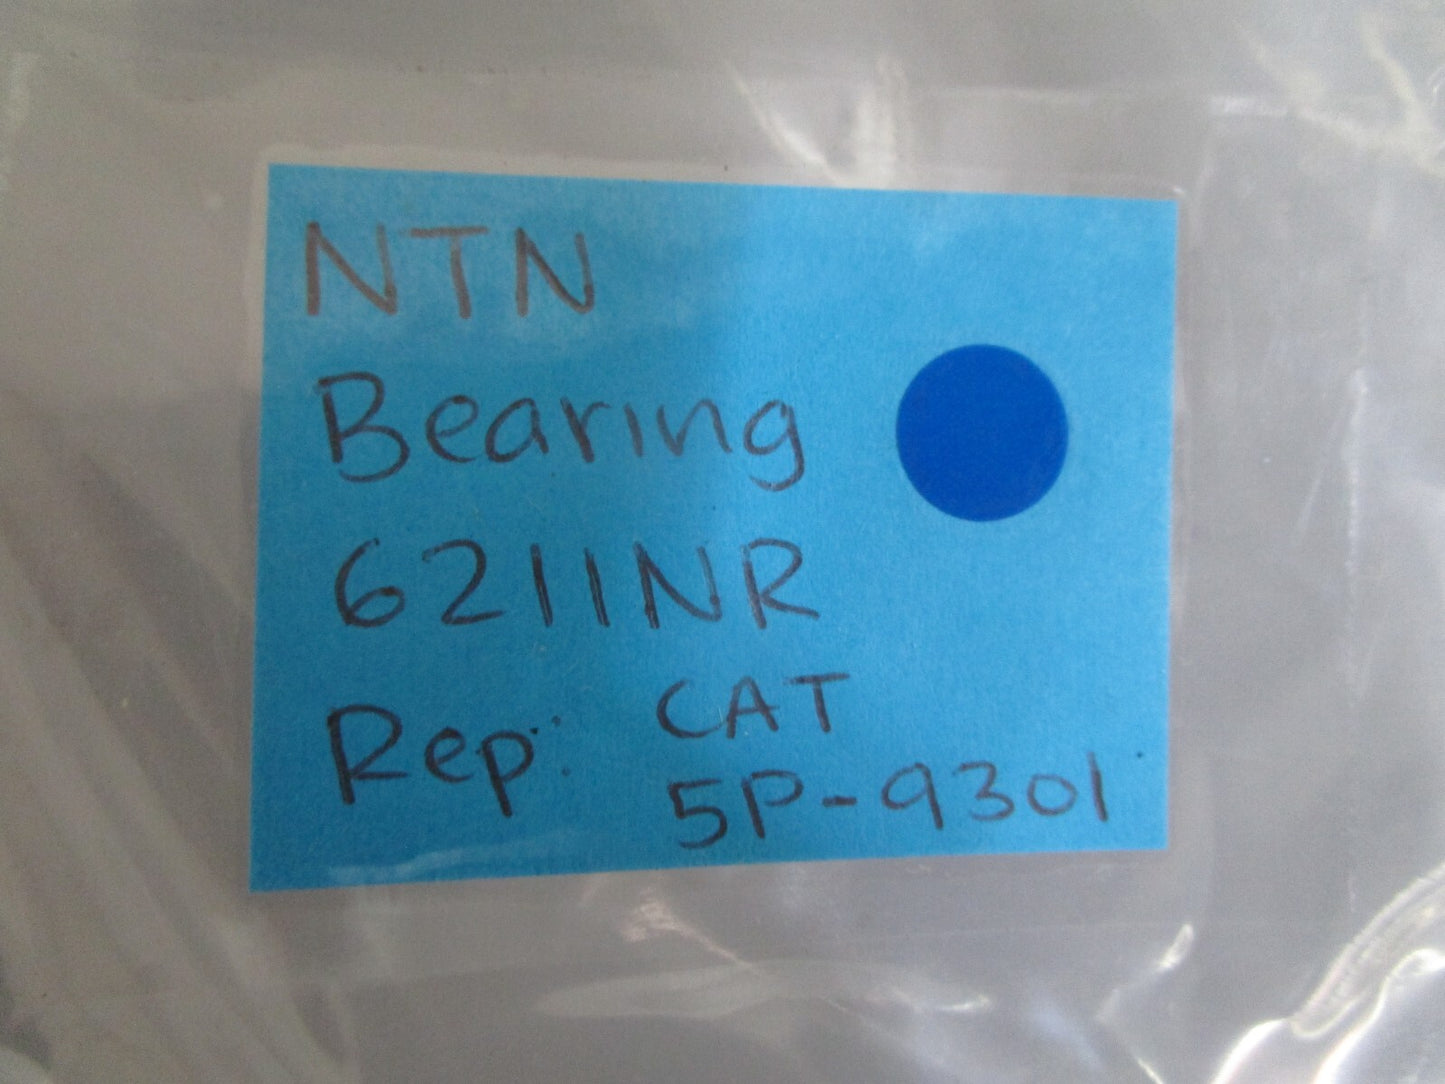 NTN
Bearing
6211NR
Rep: CAT
5P-9301